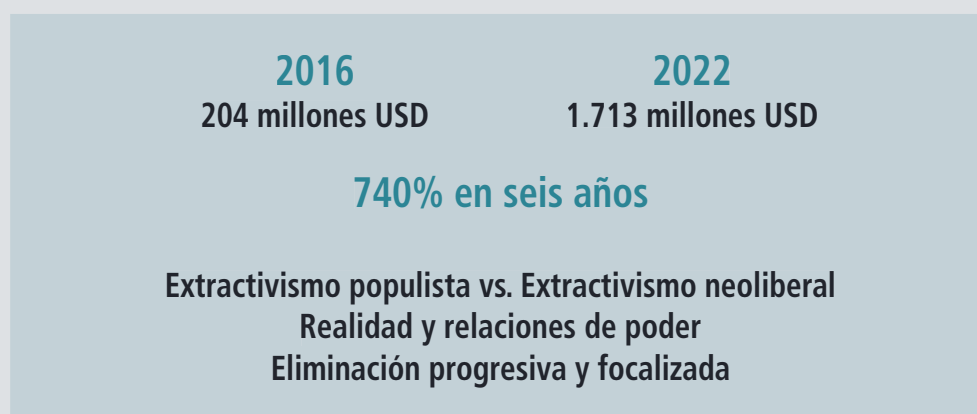 2016 2022
204 millones USD 1.713 millones USD
740% en seis años
Extractivismo populista vs. Extractivismo neoliberal
Realidad y relaciones de poder
Eliminación progresiva y focalizada